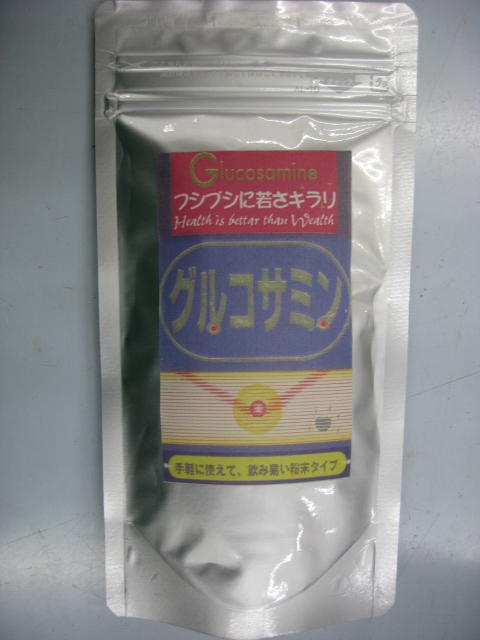 Glucosamine
フシブシに若さキラリ
Health is bettar than Wealth
グルコサミン
手軽に使えて、飲み易い粉末タイプ